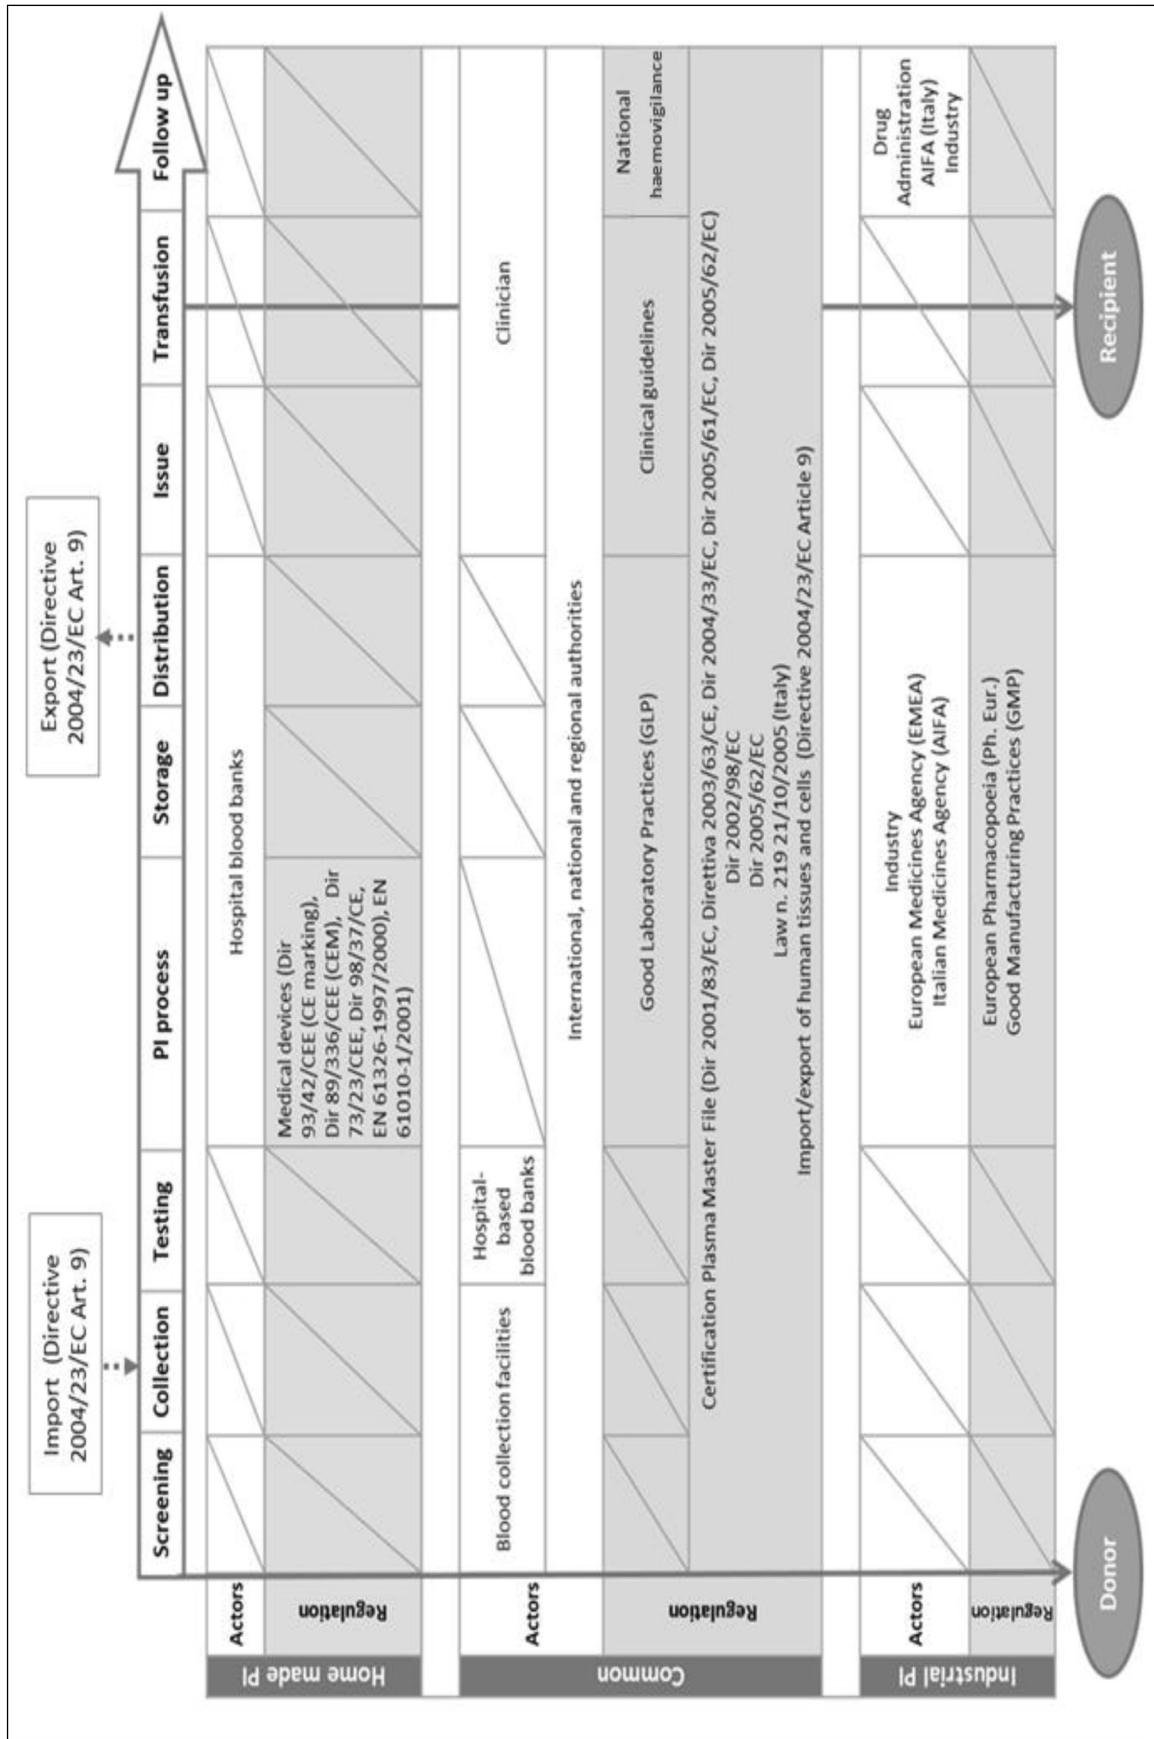 Import (Directive
2004/23/EC Art. 9)
Export (Directive
2004/23/EC Art. 9)
Screening
Collection
Testing
PI process
Storage
Distribution
Issue
Transfusion
Follow up
Home made PI
Actors
Hospital blood banks
Regulation
Medical devices (Dir
93/42/CEE (CE marking),
Dir 89/336/CEE (CEM), Dir
73/23/CEE, Dir 98/37/CE,
EN 61326-1997/2000), EN
61010-1/2001)
Common
Actors
Blood collection facilities
Hospital-
based
blood banks
Clinician
International, national and regional authorities
Regulation
Good Laboratory Practices (GLP)
Clinical guidelines
National
haemovigilance
Certification Plasma Master File (Dir 2001/83/EC, Direttiva 2003/63/CE, Dir 2004/33/EC, Dir 2005/61/EC, Dir 2005/62/EC)
Dir 2002/98/EC
Dir 2005/62/EC
Law n. 219 21/10/2005 (Italy)
Import/export of human tissues and cells (Directive 2004/23/EC Article 9)
Industrial PI
Actors
Industry
European Medicines Agency (EMEA)
Italian Medicines Agency (AIFA)
Drug
Administration
AIFA (Italy)
Industry
Regulation
European Pharmacopoeia (Ph. Eur.)
Good Manufacturing Practices (GMP)
Donor
Recipient